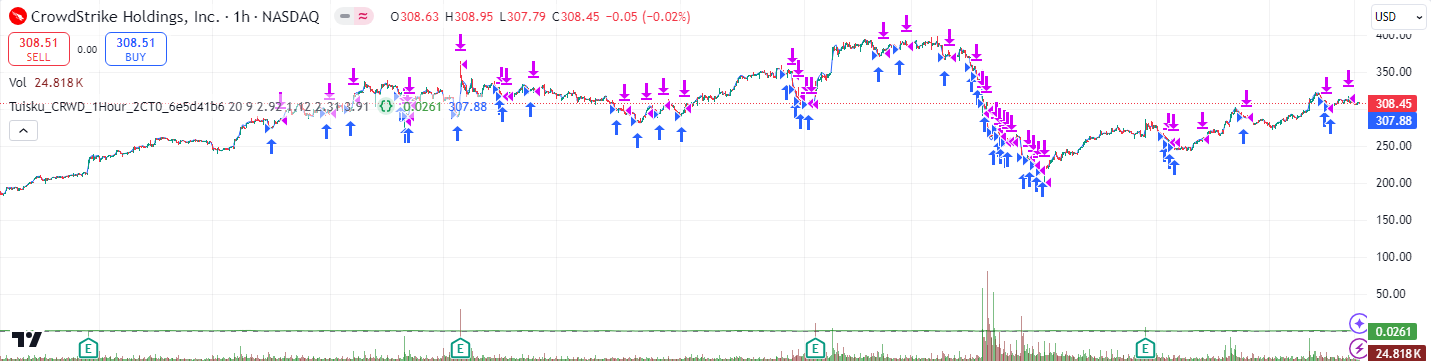 CrowdStrike Holdings, Inc. · 1h · NASDAQ O308.63 H308.95 L307.79 C308.45 −0.05 (−0.02%)
USD
308.51 SELL
0.00
308.51 BUY
Vol 24.818 K
Tuisku_CRWD_1Hour_2CT0_6e5d41b6 20 9 2.92 1.12 2.31 2.91 0.0261 307.88
400.00
350.00
308.45
307.88
250.00
200.00
150.00
100.00
50.00
0.0261
24.818 K
E
E
E
E